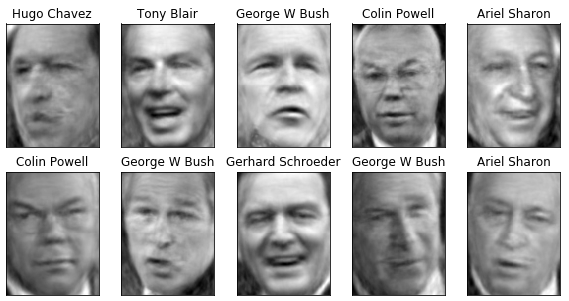 Hugo Chavez
Tony Blair
George W Bush
Colin Powell
Ariel Sharon
Colin Powell
George W Bush
Gerhard Schroeder
George W Bush
Ariel Sharon